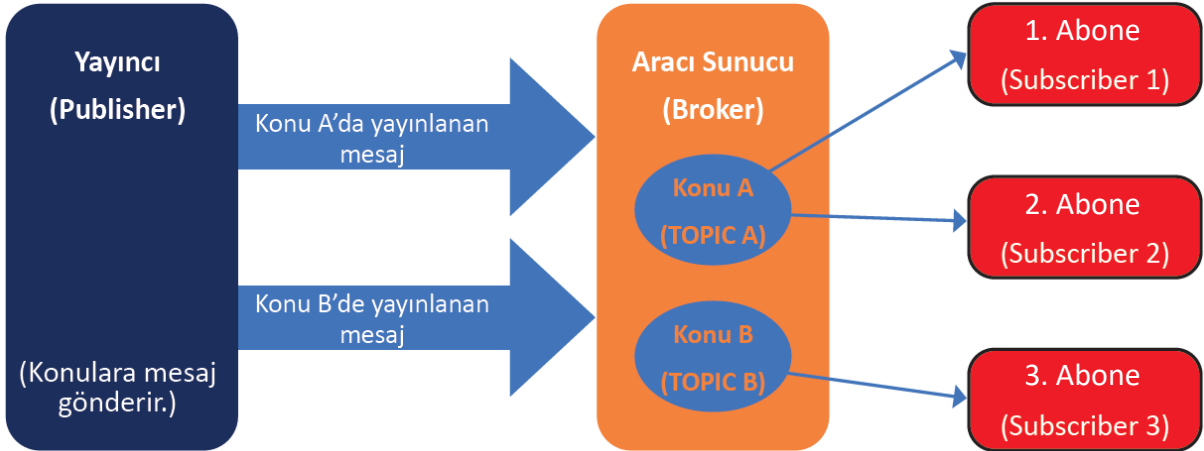 Yayıncı
(Publisher)
(Konulara mesaj
gönderir.)
Konu A’da yayınlanan
mesaj
Konu B’de yayınlanan
mesaj
Aracı Sunucu
(Broker)
Konu A
(TOPIC A)
Konu B
(TOPIC B)
1. Abone
(Subscriber 1)
2. Abone
(Subscriber 2)
3. Abone
(Subscriber 3)